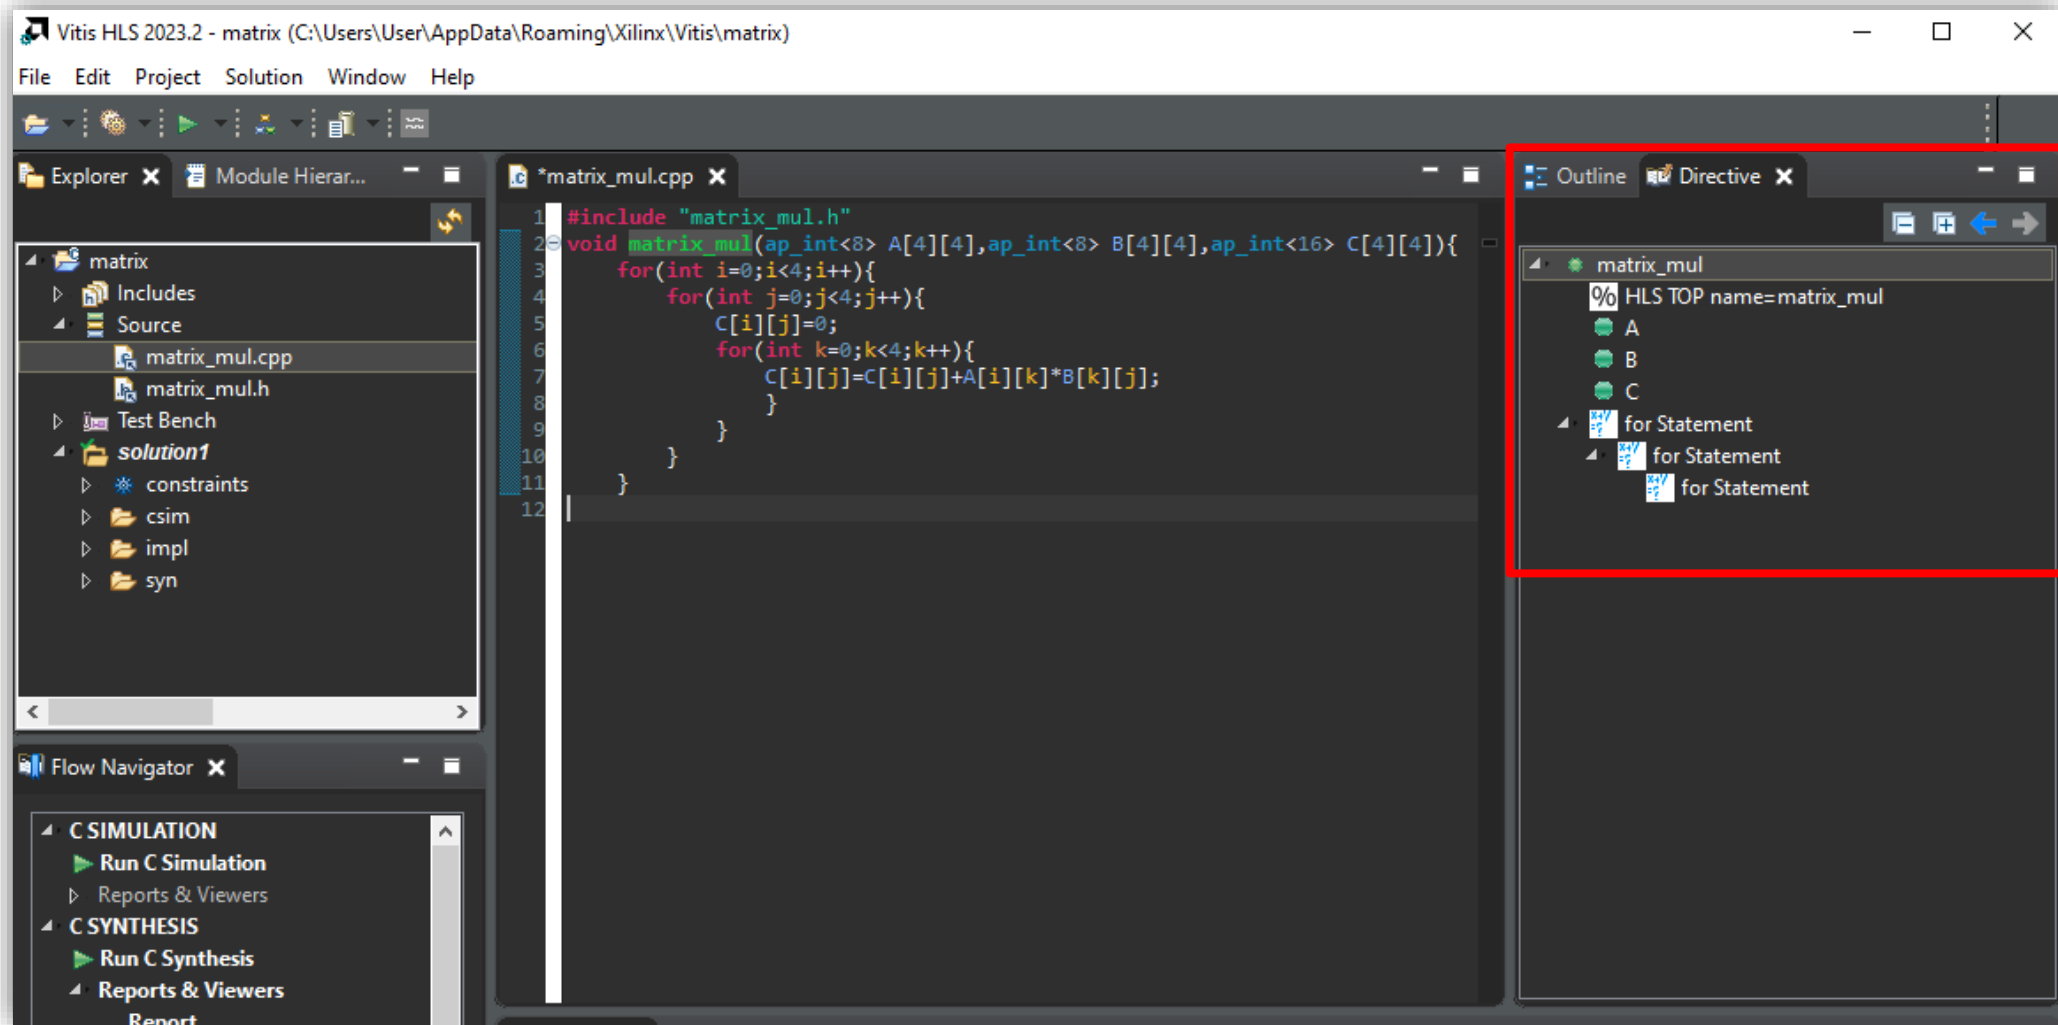 Vitis HLS 2023.2 - matrix (C:\Users\User\AppData\Roaming\Xilinx\Vitis\matrix)
File Edit Project Solution Window Help
Explorer
Module Hierar...
matrix
Includes
Source
matrix_mul.cpp
matrix_mul.h
Test Bench
solution1
constraints
csim
impl
syn
Flow Navigator
C SIMULATION
Run C Simulation
Reports & Viewers
C SYNTHESIS
Run C Synthesis
Reports & Viewers
Report
*matrix_mul.cpp
1 #include "matrix_mul.h"
2 void matrix_mul(ap_int<8> A[4][4],ap_int<8> B[4][4],ap_int<16> C[4][4]){
3 for(int i=0;i<4;i++){
4 for(int j=0;j<4;j++){
5 C[i][j]=0;
6 for(int k=0;k<4;k++){
7 C[i][j]=C[i][j]+A[i][k]*B[k][j];
8 }
9 }
10 }
11 }
12
Outline
Directive
matrix_mul
% HLS TOP name=matrix_mul
A
B
C
for Statement
for Statement
for Statement